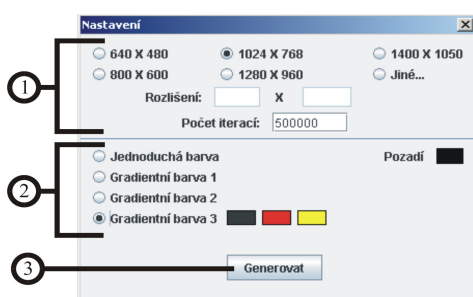 Nastavení
640 X 480 1024 X 768 1400 X 1050
800 X 600 1280 X 960 Jiné...
Rozlišení: X
Počet iterací: 500000
1
Jednoduchá barva Pozadí
Gradientní barva 1
2
Gradientní barva 2
Gradientní barva 3
3
Generovat